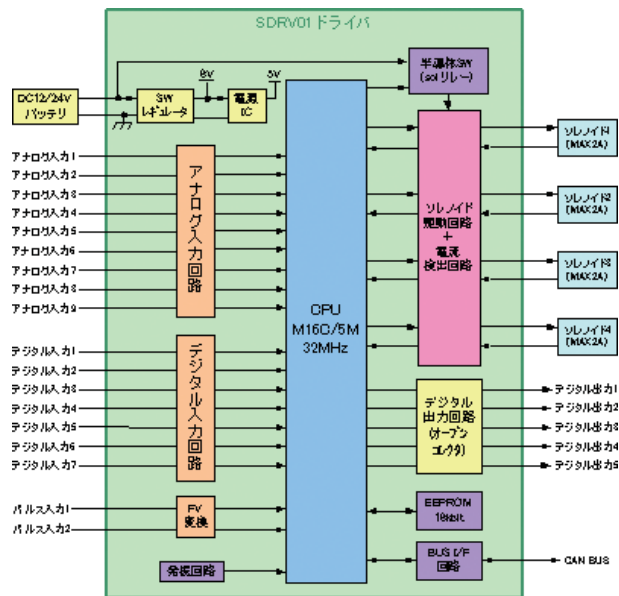 SDRV01ドライバ
DC12/24V
バッテリ
SW
レギュレータ
8V
電源
IC
5V
半導体SW
(solリレー)
アナログ入力1
アナログ入力2
アナログ入力3
アナログ入力4
アナログ入力5
アナログ入力6
アナログ入力7
アナログ入力8
アナログ入力9
アナログ入力回路
デジタル入力1
デジタル入力2
デジタル入力3
デジタル入力4
デジタル入力5
デジタル入力6
デジタル入力7
デジタル入力回路
パルス入力1
パルス入力2
FV
変換
発振回路
CPU
M16C/5M
32MHz
ソレノイド
駆動回路
+
電流
検出回路
ソレノイド1
(MAX2A)
ソレノイド2
(MAX2A)
ソレノイド3
(MAX2A)
ソレノイド4
(MAX2A)
デジタル
出力回路
(オープン
コレクタ)
デジタル出力1
デジタル出力2
デジタル出力3
デジタル出力4
デジタル出力5
EEPROM
16kbit
BUS I/F
回路
CAN BUS